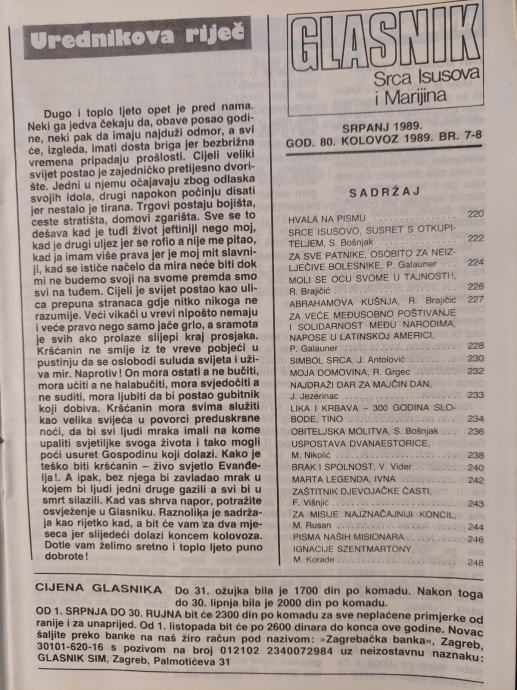 Urednikova riječ
Dugo i toplo ljeto opet je pred nama.
Neki ga jedva čekaju da, obave posao godi-
ne, neki pak da imaju najduži odmor, a svi
će, izgleda, imati dosta briga jer bezbrižna
vremena pripadaju prošlosti. Cijeli veliki
svijet postao je zajedničko pretijesno dvori-
šte. Jedni u njemu očajavaju zbog odlaska
svojih idola, drugi napokon počinju disati
jer nestalo je tirana. Trgovi postaju bojišta,
ceste stratišta, domovi zgarišta. Sve se to
dešava kad je tuđi život jeftiniji nego moj,
kad je drugi uljez jer se rofio a nije me pitao,
kad ja imam više prava jer je moj mit slavni-
ji, kad se ističe načelo da mira neće biti dok
mi ne budemo svoji na svome premda smo
svi na tuđem. Cijeli je svijet postao kao uli-
ca prepuna stranaca gdje nitko nikoga ne
razumije. Veći vikači u vrevi nipošto nemaju
i veće pravo nego samo jače grlo, a sramota
je svih ako prolaze slijepi kraj prosjaka.
Kršćanin ne smije iz te vreve pobjeći u
pustinju da se oslobodi suluda svijeta i uži-
va mir. Naprotiv! On mora ostati a ne bučiti,
mora učiti a ne halabučiti, mora svjedočiti a
ne suditi, mora ljubiti da bi postao gubitnik
koji dobiva. Kršćanin mora svima služiti
kao velika svijeća u povorci preduskrsne
noći, da bi svi ljudi mraka imali na kome
upaliti svjetiljke svoga života i tako mogli
poći usuret Gospodinu koji dolazi. Kako je
teško biti kršćanin – živo svjetlo Evanđe-
lja!. A ipak, bez njega bi zavladao mrak u
kojem bi ljudi jedni druge gazili a svi bi u
smrt silazili. Kad vas shrva napor, potražite
osvježenje u Glasniku. Raznolika je sadrža-
ja kao rijetko kad, a bit će vam za dva mje-
seca jer slijedeći dolazi koncem kolovoza.
Dotle vam želimo sretno i toplo ljeto puno
dobrote!
GLASNIK
Srca Isusova
i Marijina
SRPANJ 1989.
GOD. 80. KOLOVOZ 1989. BR. 7-8
SADRŽAJ
HVALA NA PISMU . . . . . . . . . . . . . . . 220
SRCE ISUSOVO, SUSRET S OTKUPI-
TELJEM, S. Bošnjak . . . . . . . . . . . . . 222
ZA SVE PATNIKE, OSOBITO ZA NEIZ-
LJEČIVE BOLESNIKE, P. Galauner . . . . 224
MOLI SE OCU SVOME U TAJNOSTI!,
R. Brajičić . . . . . . . . . . . . . . . . . . . 226
ABRAHAMOVA KUŠNJA, R. Brajičić 227
ZA VEĆE MEĐUSOBNO POŠTIVANJE
I SOLIDARNOST MEĐU NARODIMA,
NAPOSE U LATINSKOJ AMERICI,
P. Galauner . . . . . . . . . . . . . . . . . . 228
SIMBOL SRCA, J. Antolović . . . . . . . 230
MOJA DOMOVINA, R. Grgec . . . . . . . 232
NAJDRAŽI DAR ZA MAJČIN DAN,
J. Jezerinac . . . . . . . . . . . . . . . . . . 233
LIKA I KRBAVA – 300 GODINA SLO-
BODE, TINO . . . . . . . . . . . . . . . . . . 234
OBITELJSKA MOLITVA, S. Bošnjak . . . 236
USPOSTAVA DVANAESTORICE,
M. Nikolić . . . . . . . . . . . . . . . . . . . 238
BRAK I SPOLNOST, V. Vider . . . . . . . 240
MARTA LEGENDA, IVNA . . . . . . . . . . 242
ZAŠTITNIK DJEVOJAČKE ČASTI,
F. Višnjić . . . . . . . . . . . . . . . . . . . . 243
ZA MISIJE NAJZNAČAJNIJI KONCIL,
M. Rusan . . . . . . . . . . . . . . . . . . . . 244
PISMA NAŠIH MISIONARA . . . . . . . . 246
IGNACIJE SZENTMARTONY,
M. Korade . . . . . . . . . . . . . . . . . . . 248
CIJENA GLASNIKA Do 31. ožujka bila je 1700 din po komadu. Nakon toga
do 30. lipnja bile je 2000 din po komadu.
OD 1. SRPNJA DO 30. RUJNA bit će 2300 din po komadu za sve neplaćene primjerke od
ranije i za unaprijed. Od 1. listopada bit će po 2600 dinara do konca ove godine. Novac
šaljite preko banke na naš žiro račun pod nazivom: »Zagrebačka banka«, Zagreb,
30101-620-16 s pozivom na broj 012102 2340072984 uz neizostavnu naznaku:
GLASNIK SIM, Zagreb, Palmotićeva 31